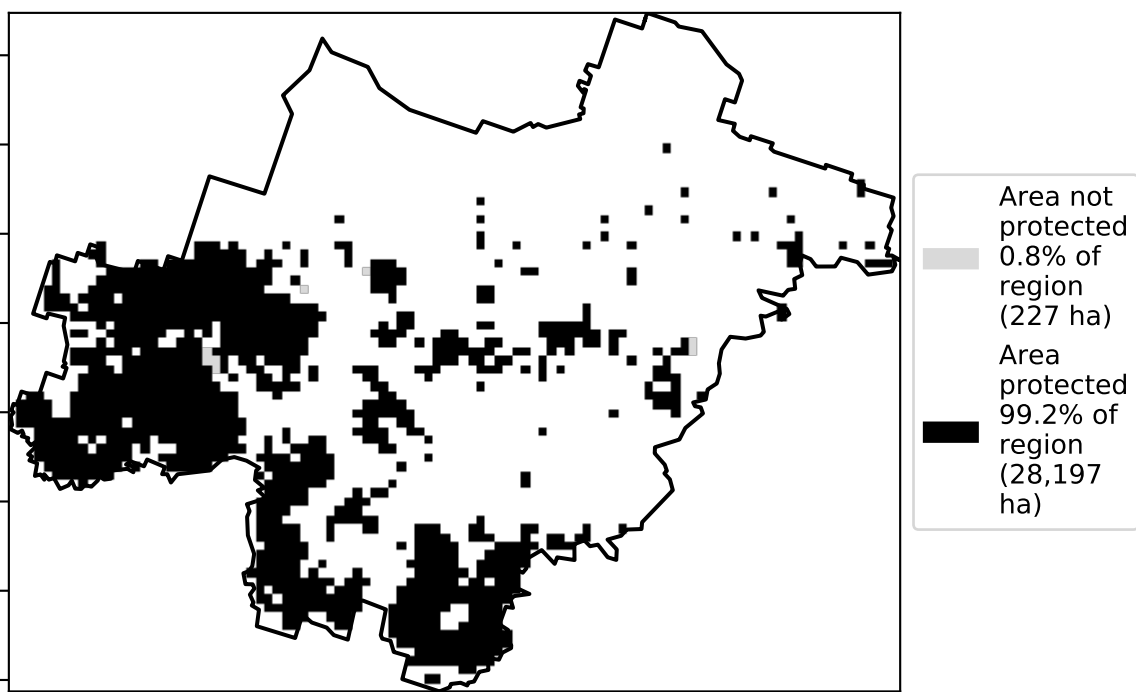 Area not
protected
0.8% of
region
(227 ha)
Area
protected
99.2% of
region
(28,197
ha)